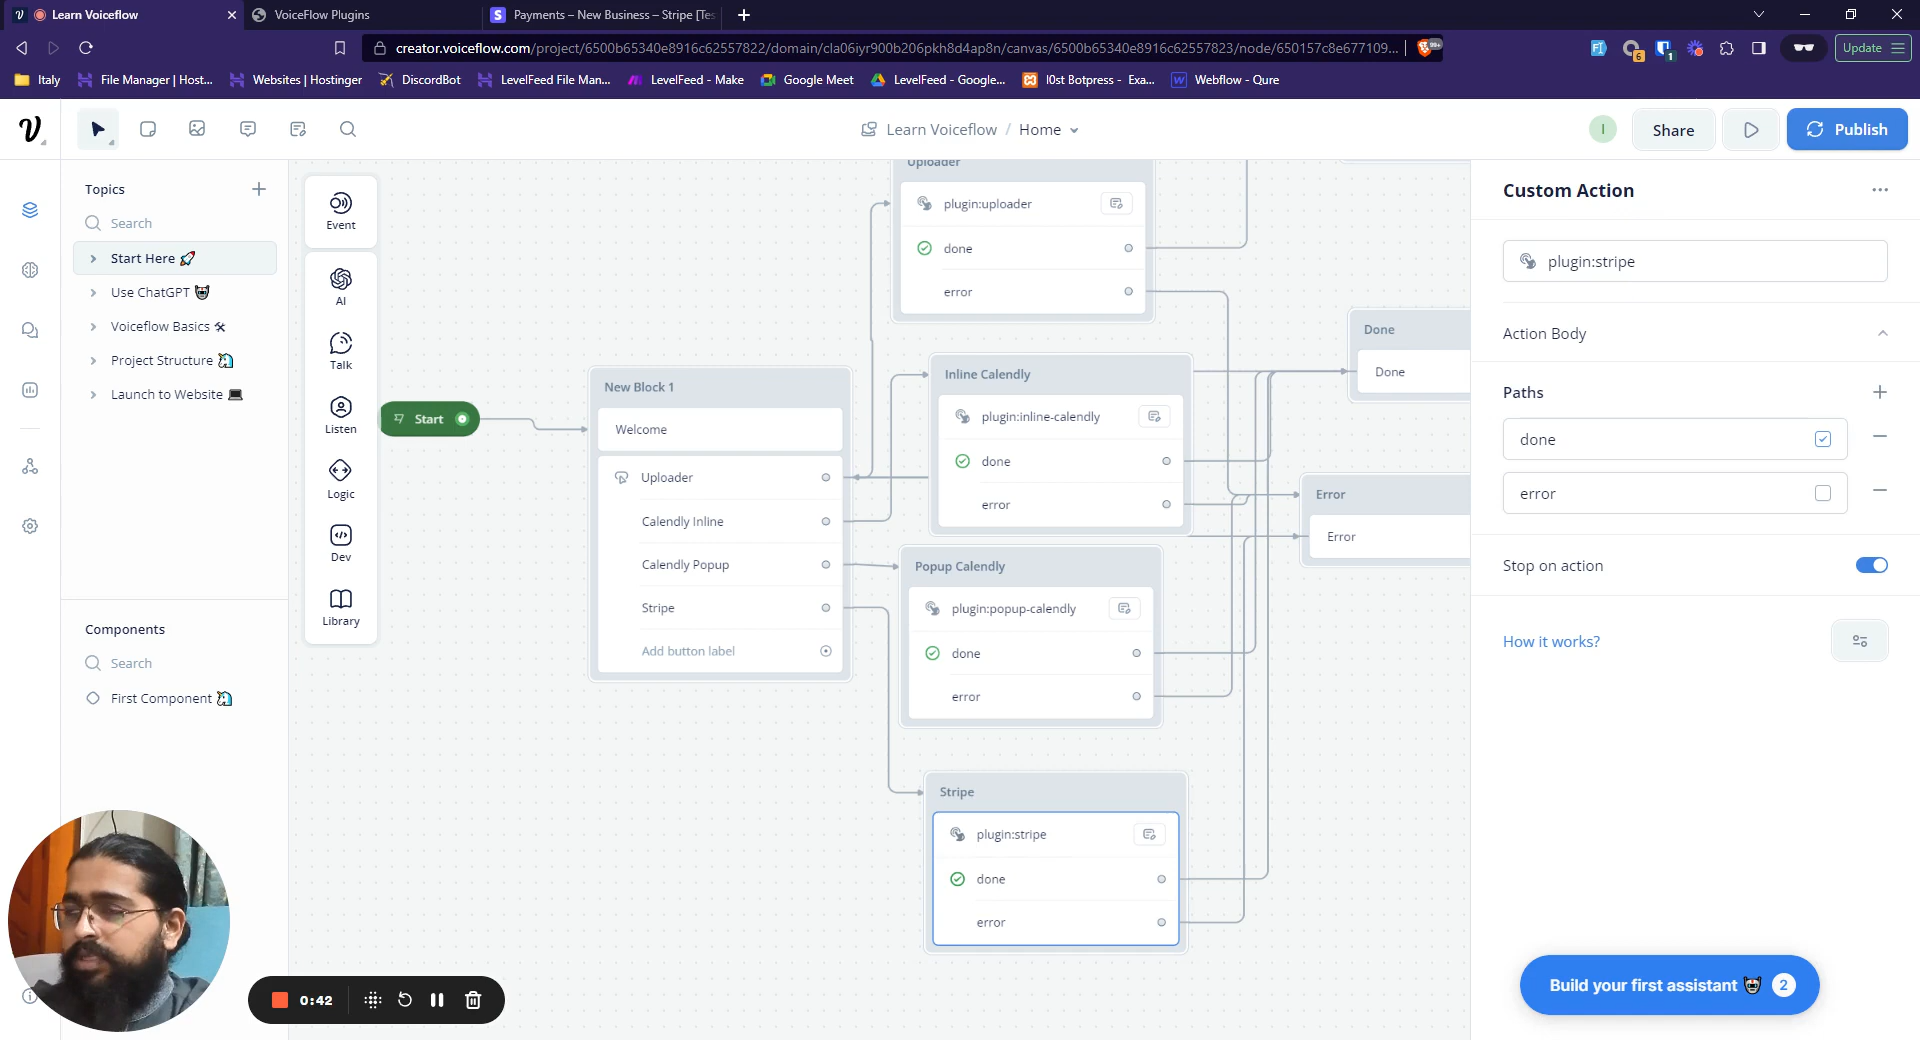 Learn Voiceflow
VoiceFlow Plugins
Payments – New Business – Stripe [Tes
creator.voiceflow.com/project/6500b65340e8916c62557822/domain/cla06iyr900b206pkh8d4ap8n/canvas/6500b65340e8916c62557823/node/650157c8e677109...
99+
6
1
Update
Italy
File Manager | Host...
Websites | Hostinger
DiscordBot
LevelFeed File Man...
LevelFeed - Make
Google Meet
LevelFeed - Google...
l0st Botpress - Exa...
Webflow - Qure
Learn Voiceflow / Home
I
Share
Publish
Topics
Search
Start Here 🚀
Use ChatGPT
Voiceflow Basics 🛠
Project Structure
Launch to Website 💻
Components
Search
First Component
Event
AI
Talk
Listen
Logic
Dev
Library
Start
New Block 1
Welcome
Uploader
Calendly Inline
Calendly Popup
Stripe
Add button label
Uploader
plugin:uploader
done
error
Inline Calendly
plugin:inline-calendly
done
error
Popup Calendly
plugin:popup-calendly
done
error
Stripe
plugin:stripe
done
error
Done
Done
Error
Error
Custom Action
plugin:stripe
Action Body
Paths
done
error
Stop on action
How it works?
Build your first assistant 2
0:42